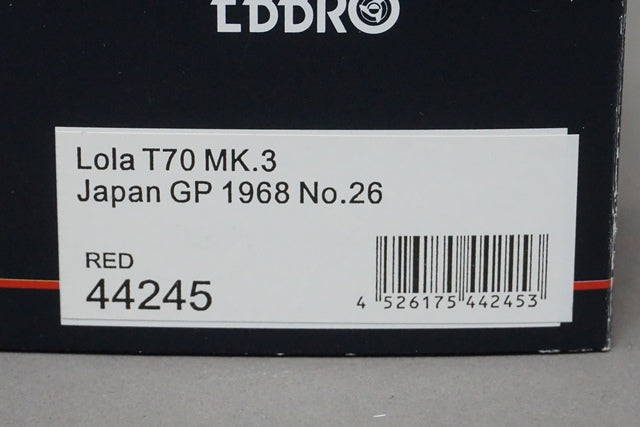 EBBRO
Lola T70 MK.3
Japan GP 1968 No.26
RED
44245
4 526175 442453